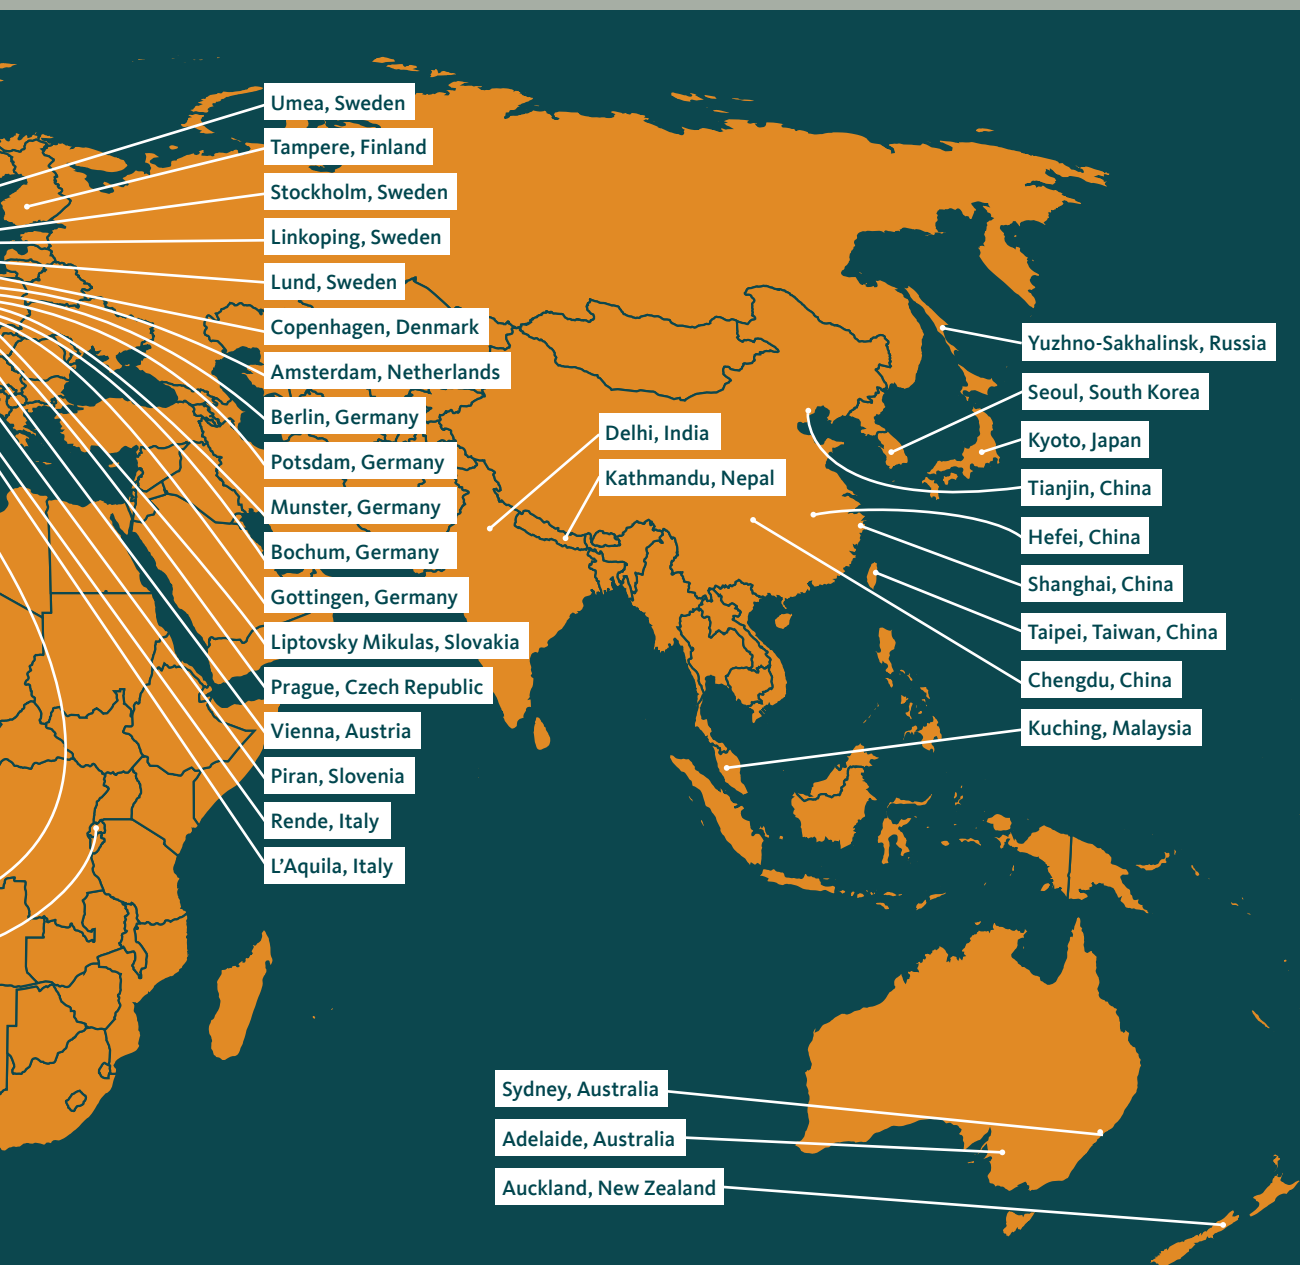 Umea, Sweden
Tampere, Finland
Stockholm, Sweden
Linkoping, Sweden
Lund, Sweden
Copenhagen, Denmark
Amsterdam, Netherlands
Berlin, Germany
Potsdam, Germany
Munster, Germany
Bochum, Germany
Gottingen, Germany
Liptovsky Mikulas, Slovakia
Prague, Czech Republic
Vienna, Austria
Piran, Slovenia
Rende, Italy
L’Aquila, Italy
Delhi, India
Kathmandu, Nepal
Yuzhno-Sakhalinsk, Russia
Seoul, South Korea
Kyoto, Japan
Tianjin, China
Hefei, China
Shanghai, China
Taipei, Taiwan, China
Chengdu, China
Kuching, Malaysia
Sydney, Australia
Adelaide, Australia
Auckland, New Zealand